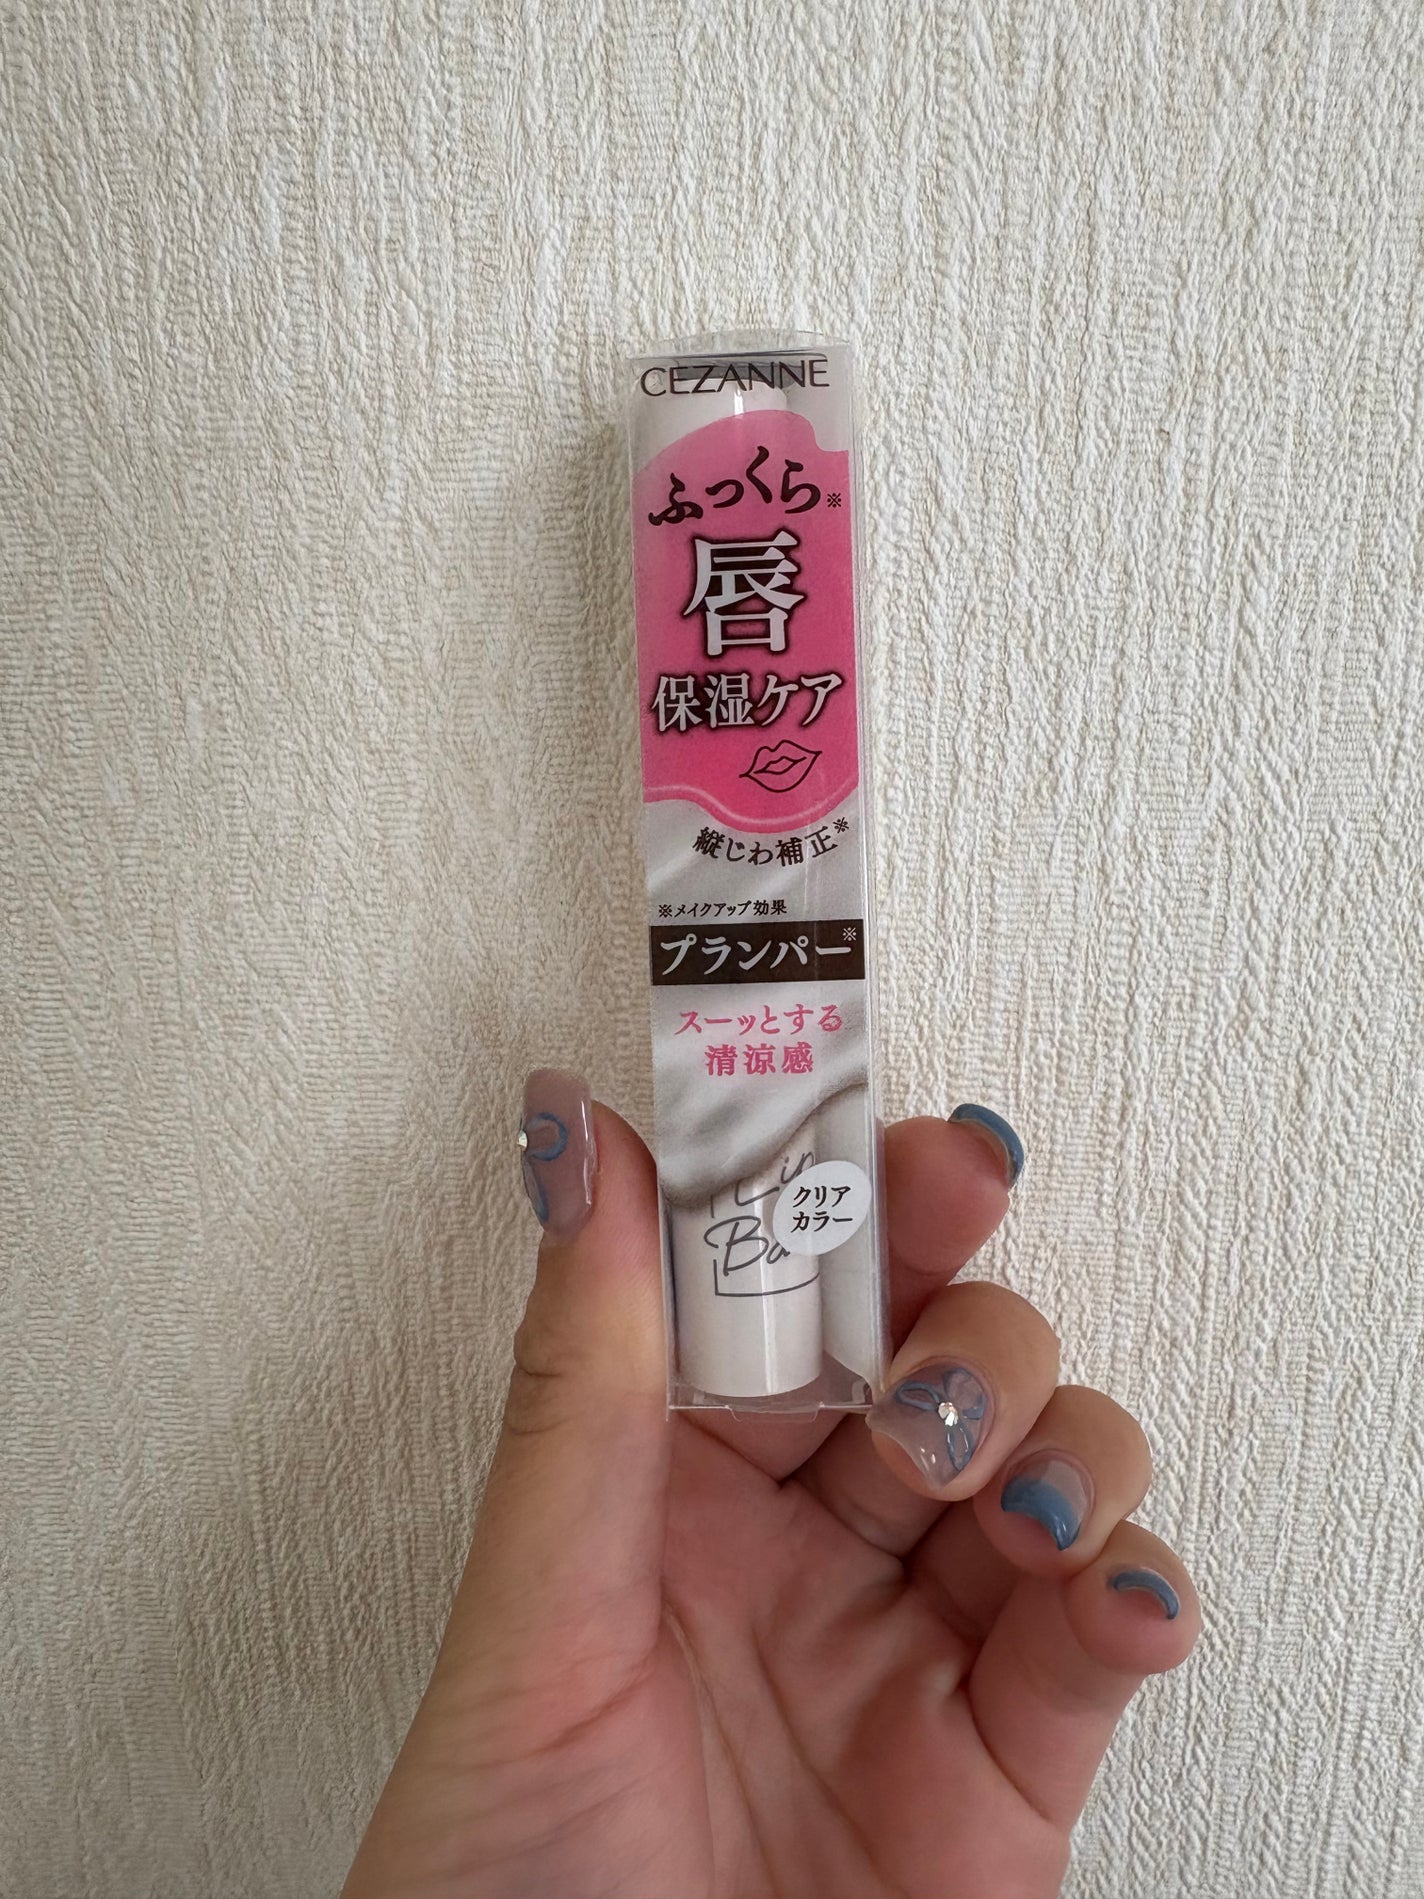 CEZANNE
ふっくら※
唇
保湿ケア
縦じわ補正※
※メイクアップ効果
プランパー※
スーッとする
清涼感
クリア
カラー